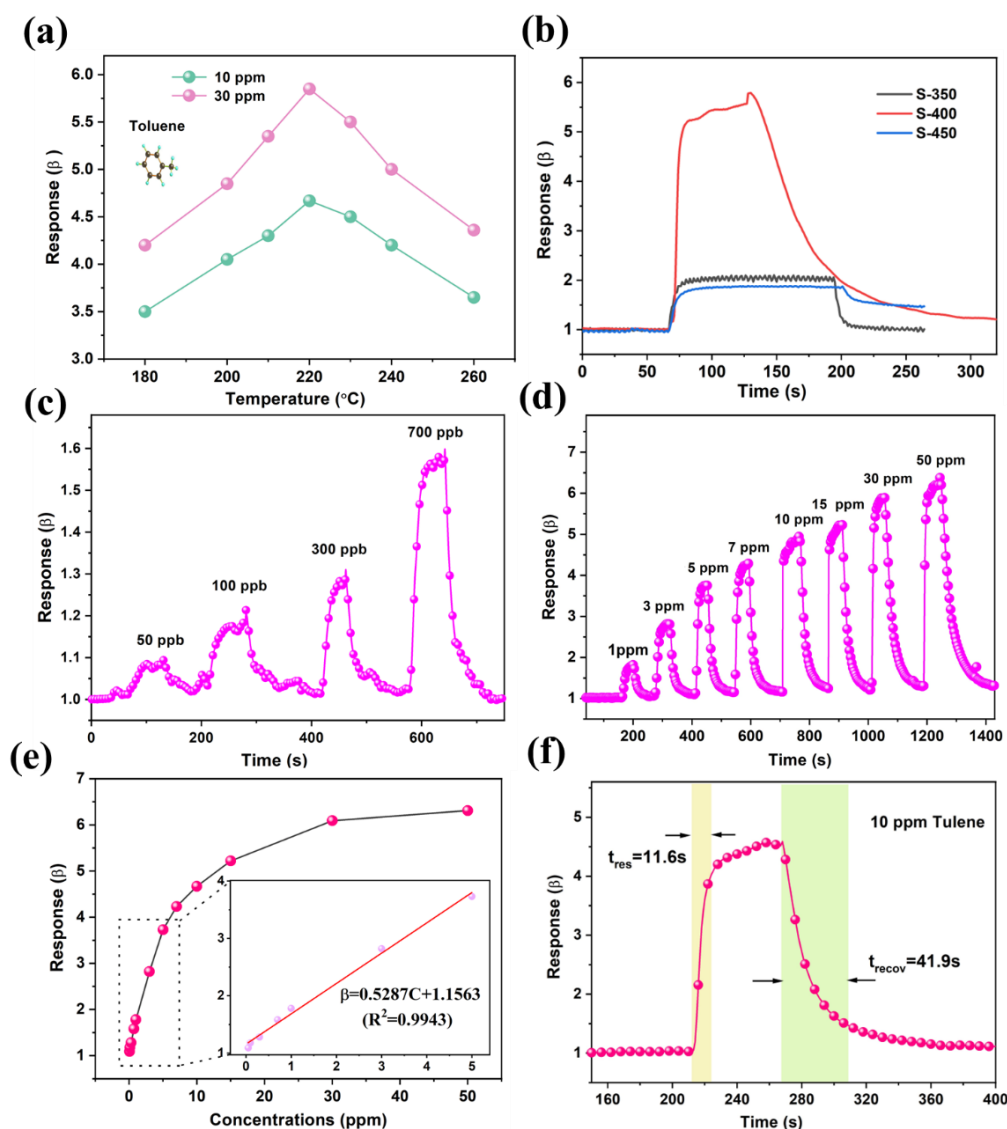 (a)
Response (β)
6.0
5.5
5.0
4.5
4.0
3.5
3.0
10 ppm
30 ppm
Toluene
180 200 220 240 260
Temperature (°C)
(b)
Response (β )
6
5
4
3
2
1
S-350
S-400
S-450
0 50 100 150 200 250 300
Time (s)
(c)
Response (β)
1.6
1.5
1.4
1.3
1.2
1.1
1.0
50 ppb
100 ppb
300 ppb
700 ppb
0 200 400 600
Time (s)
(d)
Response (β)
7
6
5
4
3
2
1
1ppm
3 ppm
5 ppm
7 ppm
10 ppm
15 ppm
30 ppm
50 ppm
200 400 600 800 1000 1200 1400
Time (s)
(e)
Response (β)
7
6
5
4
3
2
1
0 10 20 30 40 50
Concentrations (ppm)
4
3
2
1
0 1 2 3 4 5
β=0.5287C+1.1563
(R²=0.9943)
(f)
Response (β)
5
4
3
2
1
10 ppm Tulene
tres=11.6s
trecov=41.9s
160 200 240 280 320 360 400
Time (s)